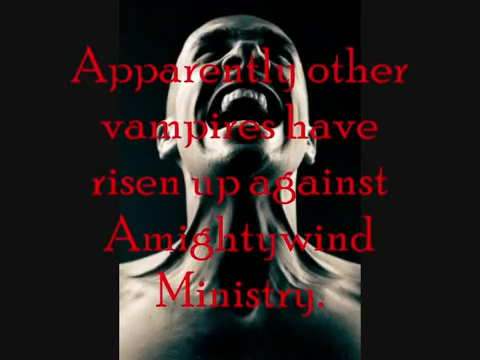 Apparently other
vampires have
risen up against
Amightywind
Ministry.